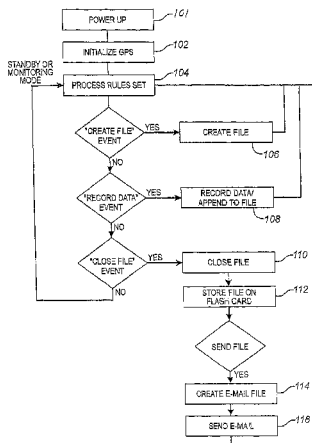 POWER UP
101
INITIALIZE GPS
102
STANDBY OR
MONITORING
MODE
PROCESS RULES SET
104
"CREATE FILE"
EVENT
YES
CREATE FILE
106
NO
"RECORD DATA"
EVENT
YES
RECORD DATA/
APPEND TO FILE
108
NO
"CLOSE FILE"
EVENT
YES
CLOSE FILE
110
NO
STORE FILE ON
FLASH CARD
112
SEND FILE
YES
CREATE E-MAIL FILE
114
SEND E-MAIL
116